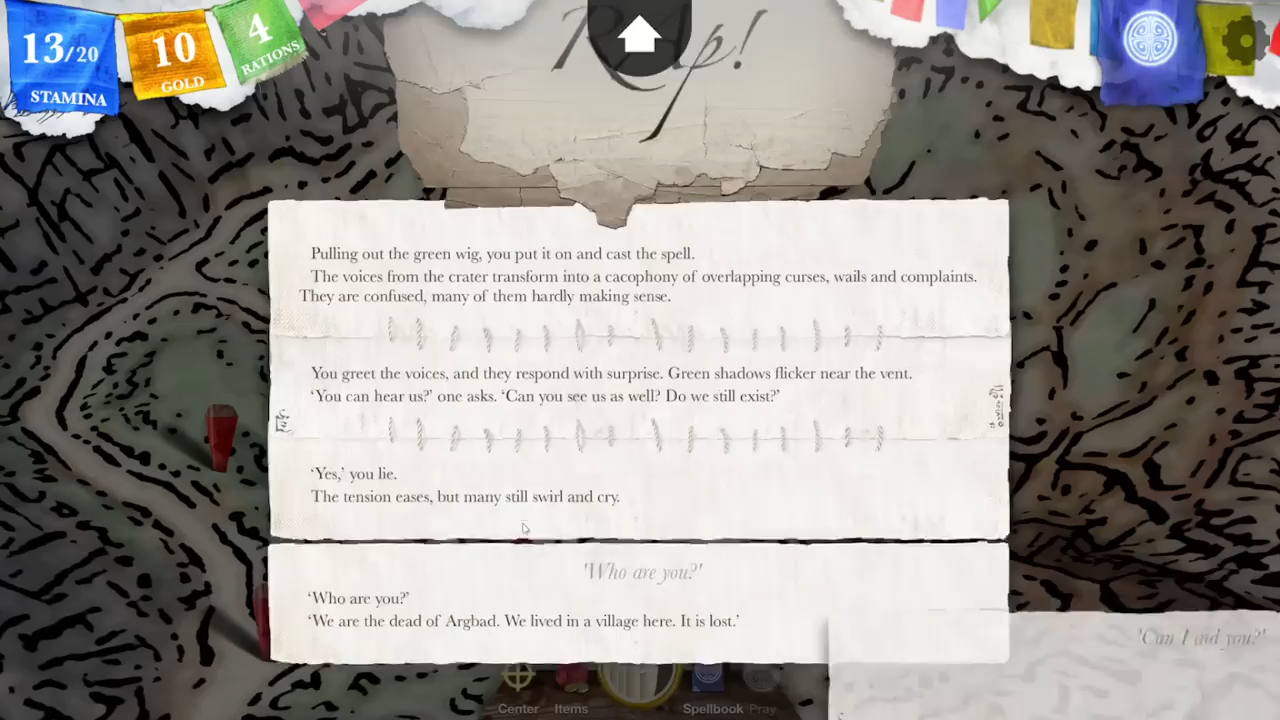 13/20
STAMINA
10
GOLD
4
RATIONS
RAp!
Pulling out the green wig, you put it on and cast the spell.
The voices from the crater transform into a cacophony of overlapping curses, wails and complaints.
They are confused, many of them hardly making sense.
You greet the voices, and they respond with surprise. Green shadows flicker near the vent.
‘You can hear us?’ one asks. ‘Can you see us as well? Do we still exist?’
‘Yes,’ you lie.
The tension eases, but many still swirl and cry.
'Who are you?'
‘Who are you?’
‘We are the dead of Argbad. We lived in a village here. It is lost.’
'Can I aid you?'
Center Items Spellbook Pray